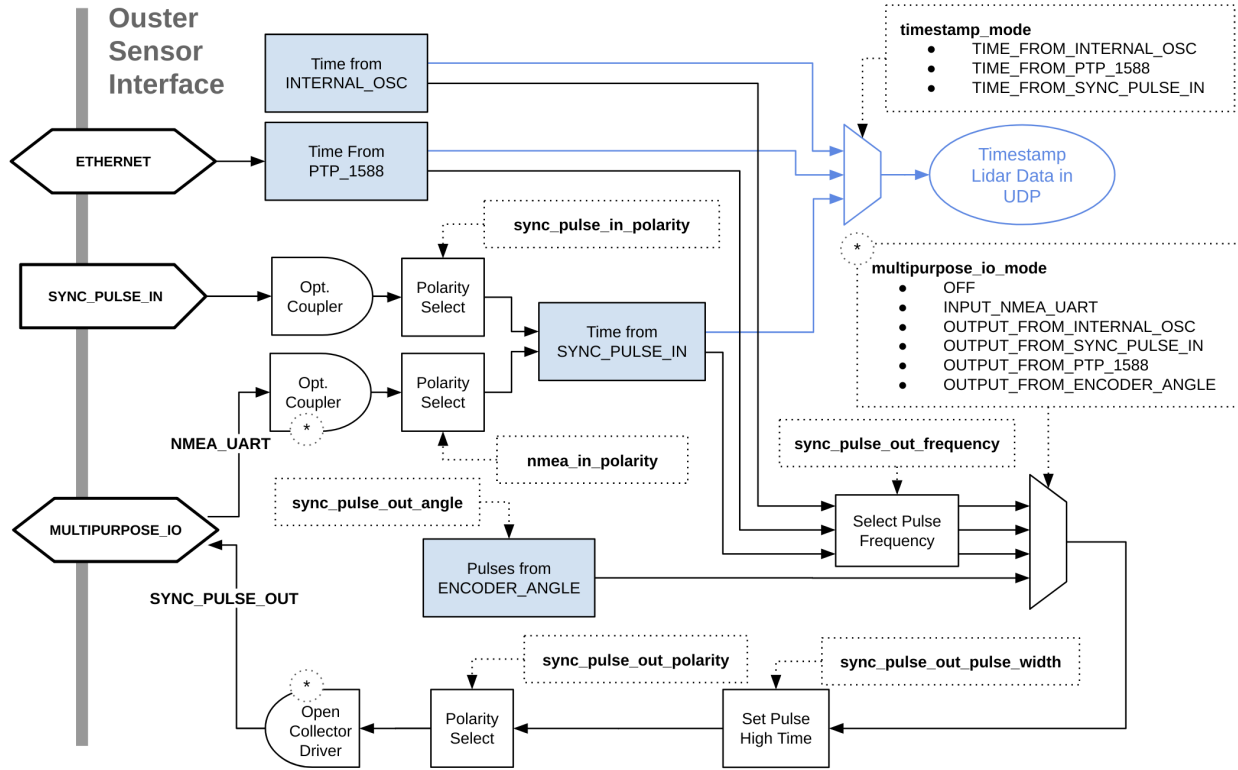 Ouster
Sensor
Interface
Time from
INTERNAL_OSC
timestamp_mode
● TIME_FROM_INTERNAL_OSC
● TIME_FROM_PTP_1588
● TIME_FROM_SYNC_PULSE_IN
ETHERNET
Time From
PTP_1588
Timestamp
Lidar Data in
UDP
sync_pulse_in_polarity
*
multipurpose_io_mode
● OFF
● INPUT_NMEA_UART
● OUTPUT_FROM_INTERNAL_OSC
● OUTPUT_FROM_SYNC_PULSE_IN
● OUTPUT_FROM_PTP_1588
● OUTPUT_FROM_ENCODER_ANGLE
SYNC_PULSE_IN
Opt.
Coupler
Polarity
Select
Time from
SYNC_PULSE_IN
Opt.
Coupler
*
Polarity
Select
NMEA_UART
nmea_in_polarity
sync_pulse_out_frequency
sync_pulse_out_angle
MULTIPURPOSE_IO
Select Pulse
Frequency
Pulses from
ENCODER_ANGLE
SYNC_PULSE_OUT
sync_pulse_out_polarity
sync_pulse_out_pulse_width
*
Open
Collector
Driver
Polarity
Select
Set Pulse
High Time